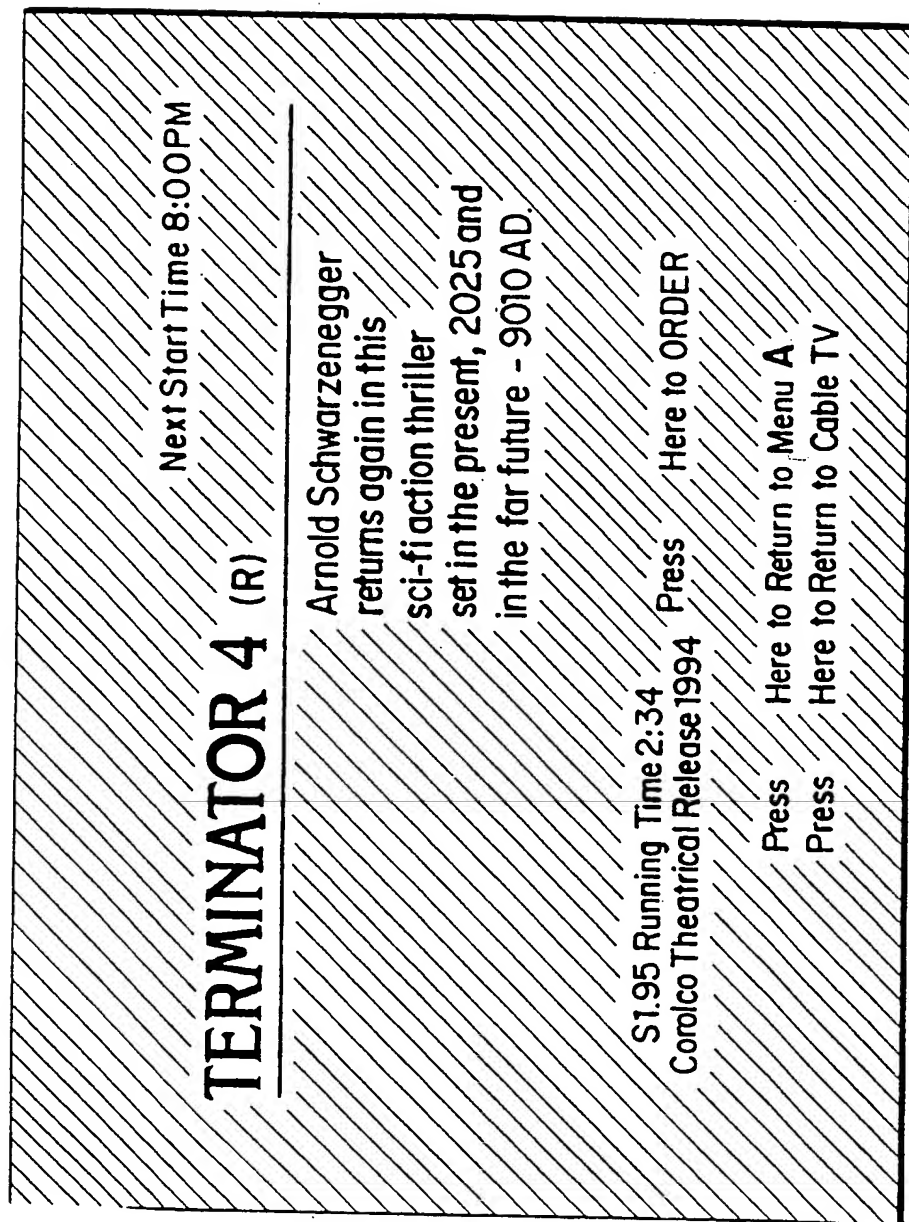 Next Start Time 8:00PM
TERMINATOR 4 (R)
Arnold Schwarzenegger
returns again in this
sci-fi action thriller
set in the present, 2025 and
in the far future - 9010 AD.
S1.95 Running Time 2:34
Corolco Theatrical Release 1994
Press Here to ORDER
Press Here to Return to Menu A
Press Here to Return to Cable TV